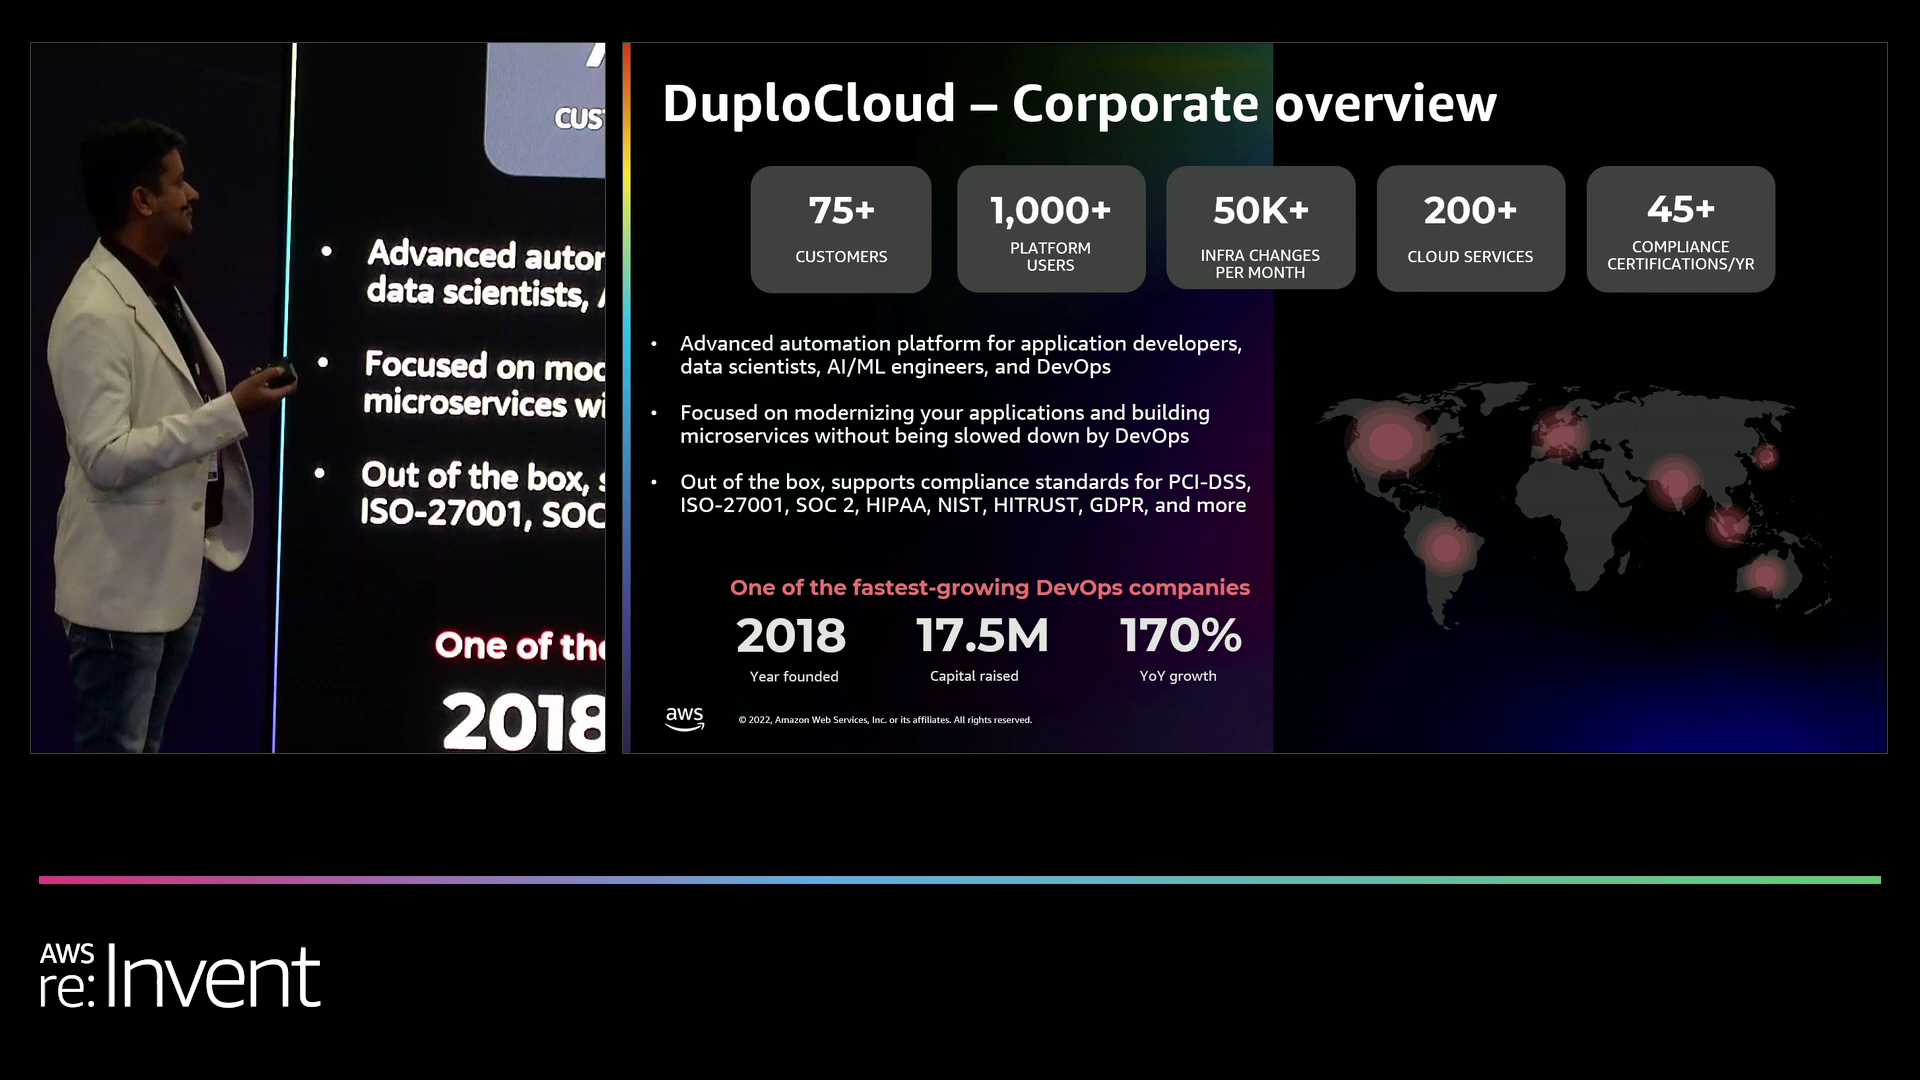 CUS
• Advanced autor
data scientists,
• Focused on moc
microservices wi
• Out of the box, s
ISO-27001, SOC
One of the
2018
DuploCloud – Corporate overview
75+
CUSTOMERS
1,000+
PLATFORM
USERS
50K+
INFRA CHANGES
PER MONTH
200+
CLOUD SERVICES
45+
COMPLIANCE
CERTIFICATIONS/YR
• Advanced automation platform for application developers,
data scientists, AI/ML engineers, and DevOps
• Focused on modernizing your applications and building
microservices without being slowed down by DevOps
• Out of the box, supports compliance standards for PCI-DSS,
ISO-27001, SOC 2, HIPAA, NIST, HITRUST, GDPR, and more
One of the fastest-growing DevOps companies
2018
Year founded
17.5M
Capital raised
170%
YoY growth
aws
© 2022, Amazon Web Services, Inc. or its affiliates. All rights reserved.
AWS
re:Invent